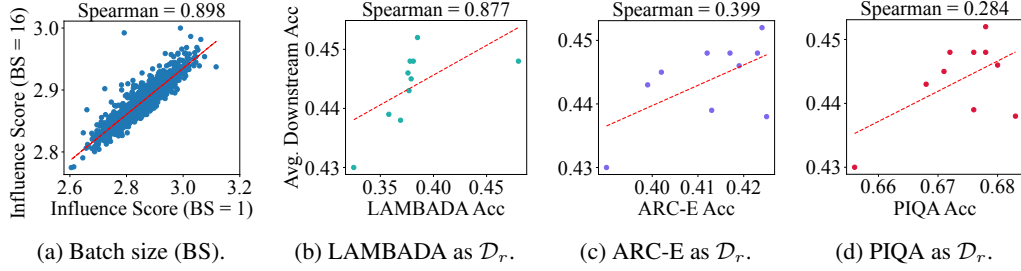 Spearman = 0.898
Influence Score (BS = 16)
3.0
2.9
2.8
2.6
2.8
3.0
3.2
Influence Score (BS = 1)
(a) Batch size (BS).
Spearman = 0.877
Avg. Downstream Acc
0.45
0.44
0.43
0.35
0.40
0.45
LAMBADA Acc
(b) LAMBADA as 𝒟ᵣ.
Spearman = 0.399
0.45
0.44
0.43
0.40
0.41
0.42
ARC-E Acc
(c) ARC-E as 𝒟ᵣ.
Spearman = 0.284
0.45
0.44
0.43
0.66
0.67
0.68
PIQA Acc
(d) PIQA as 𝒟ᵣ.